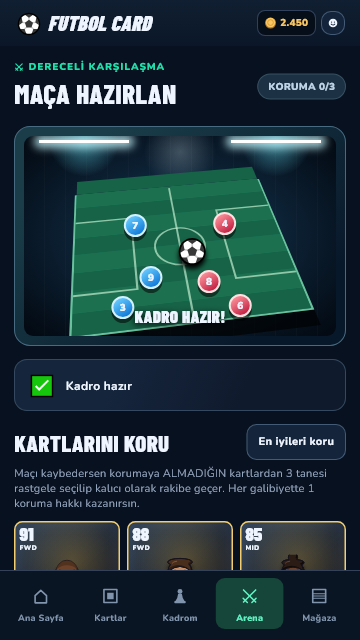 FUTBOL CARD
2.450
DERECELİ KARŞILAŞMA
MAÇA HAZIRLAN
KORUMA 0/3
7
4
9
8
3
6
KADRO HAZIR!
Kadro hazır
KARTLARINI KORU
En iyileri koru
Maçı kaybedersen korumaya ALMADIĞIN kartlardan 3 tanesi
rastgele seçilip kalıcı olarak rakibe geçer. Her galibiyette 1
koruma hakkı kazanırsın.
91
FWD
88
FWD
85
MID
Ana Sayfa
Kartlar
Kadrom
Arena
Mağaza